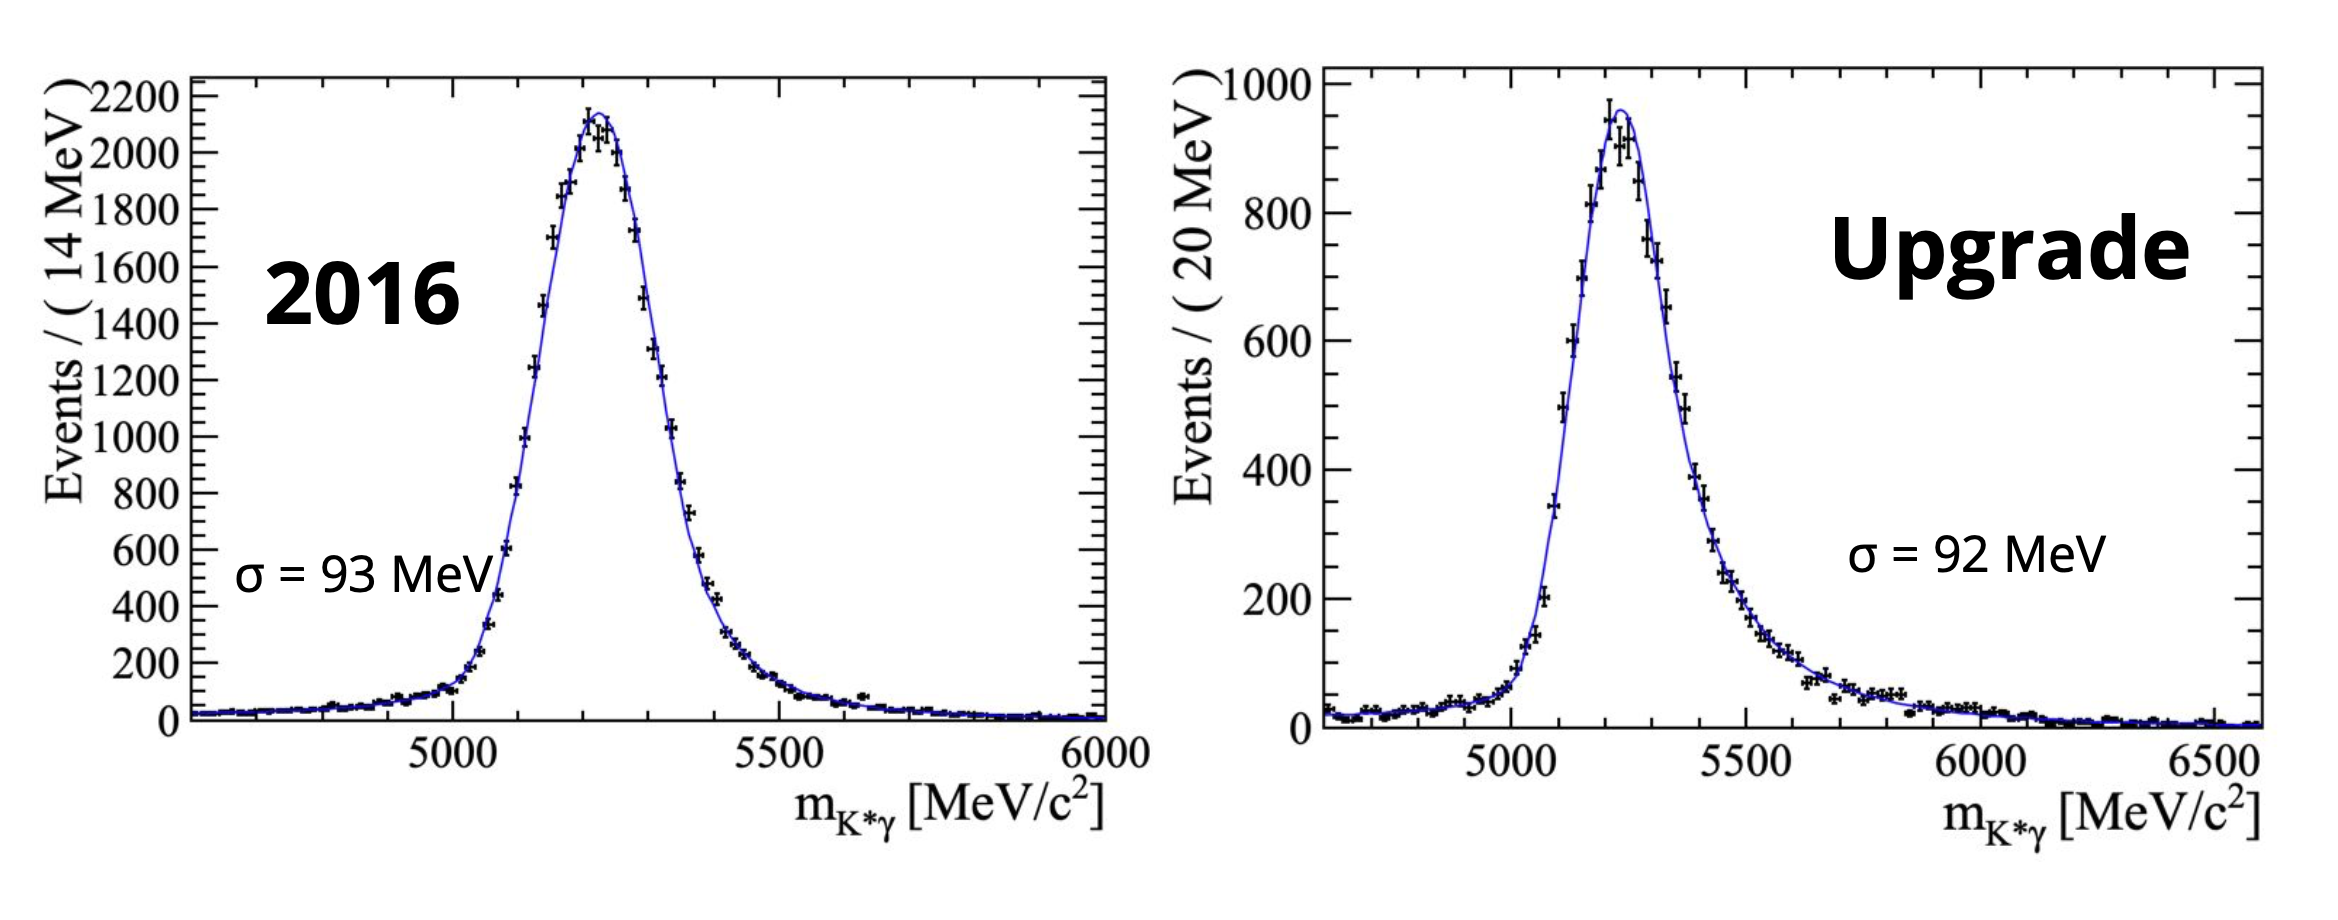 Events / ( 14 MeV )
2200
2000
1800
1600
1400
1200
1000
800
600
400
200
0
2016
σ = 93 MeV
5000 5500 6000
m_{K*γ} [MeV/c²]
Events / ( 20 MeV )
1000
800
600
400
200
0
Upgrade
σ = 92 MeV
5000 5500 6000 6500
m_{K*γ} [MeV/c²]